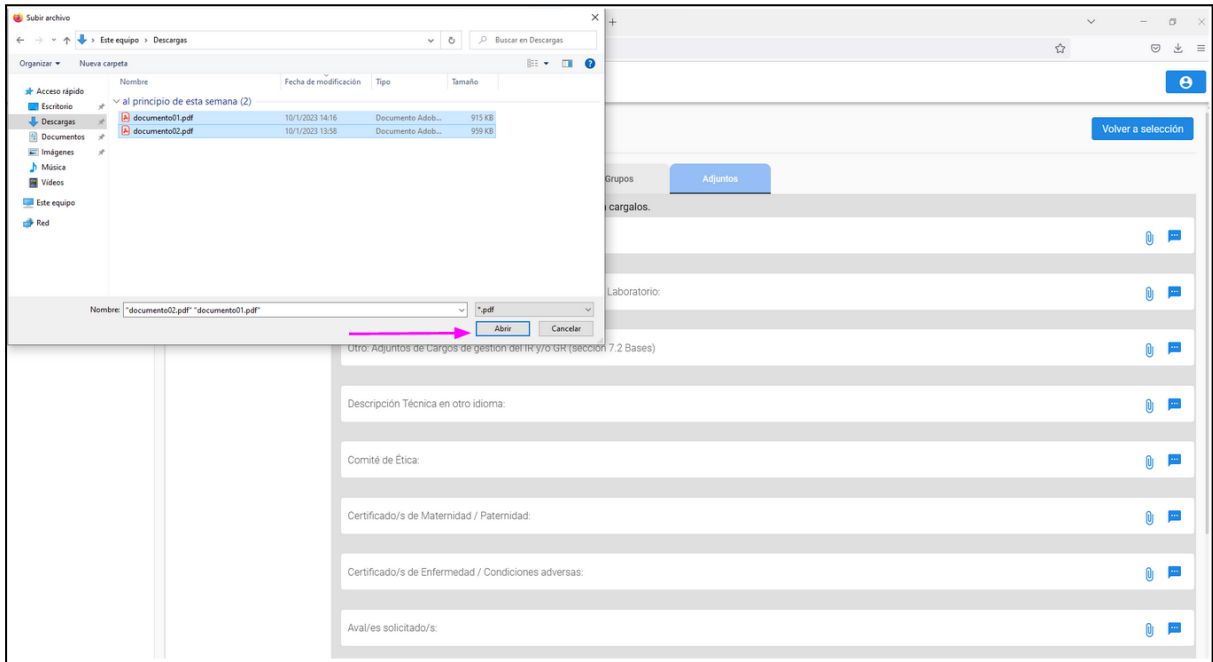 Subir archivo
Este equipo > Descargas
Buscar en Descargas
Organizar
Nueva carpeta
Nombre
Fecha de modificación
Tipo
Tamaño
Acceso rápido
Escritorio
Descargas
Documentos
Imágenes
Música
Vídeos
Este equipo
Red
al principio de esta semana (2)
documento01.pdf 10/1/2023 14:16 Documento Adob... 915 KB
documento02.pdf 10/1/2023 13:58 Documento Adob... 959 KB
Nombre: "documento02.pdf" "documento01.pdf"
*.pdf
Abrir
Cancelar
Volver a selección
Grupos
Adjuntos
cargalos.
Laboratorio:
Otro: Adjuntos de Cargos de gestión del IR y/o GR (sección 7.2 Bases)
Descripción Técnica en otro idioma:
Comité de Ética:
Certificado/s de Maternidad / Paternidad:
Certificado/s de Enfermedad / Condiciones adversas:
Aval/es solicitado/s: